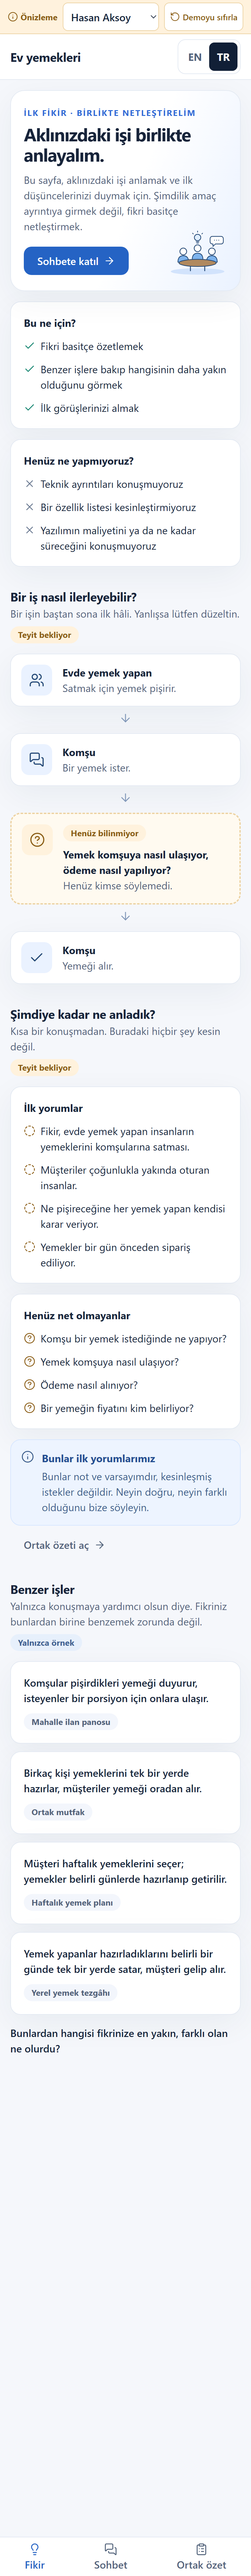 Önizleme
Hasan Aksoy
Demoyu sıfırla
Ev yemekleri
EN
TR
İLK FİKİR · BİRLİKTE NETLEŞTİRELİM
Aklınızdaki işi birlikte
anlayalım.
Bu sayfa, aklınızdaki işi anlamak ve ilk
düşüncelerinizi duymak için. Şimdilik amaç
ayrıntıya girmek değil, fikri basitçe
netleştirmek.
Sohbete katıl
Bu ne için?
Fikri basitçe özetlemek
Benzer işlere bakıp hangisinin daha yakın
olduğunu görmek
İlk görüşlerinizi almak
Henüz ne yapmıyoruz?
Teknik ayrıntıları konuşmuyoruz
Bir özellik listesi kesinleştirmiyoruz
Yazılımın maliyetini ya da ne kadar
süreceğini konuşmuyoruz
Bir iş nasıl ilerleyebilir?
Bir işin baştan sona ilk hâli. Yanlışsa lütfen düzeltin.
Teyit bekliyor
Evde yemek yapan
Satmak için yemek pişirir.
Komşu
Bir yemek ister.
Henüz bilinmiyor
Yemek komşuya nasıl ulaşıyor,
ödeme nasıl yapılıyor?
Henüz kimse söylemedi.
Komşu
Yemeği alır.
Şimdiye kadar ne anladık?
Kısa bir konuşmadan. Buradaki hiçbir şey kesin
değil.
Teyit bekliyor
İlk yorumlar
Fikir, evde yemek yapan insanların
yemeklerini komşularına satması.
Müşteriler çoğunlukla yakında oturan
insanlar.
Ne pişireceğine her yemek yapan kendisi
karar veriyor.
Yemekler bir gün önceden sipariş
ediliyor.
Henüz net olmayanlar
Komşu bir yemek istediğinde ne yapıyor?
Yemek komşuya nasıl ulaşıyor?
Ödeme nasıl alınıyor?
Bir yemeğin fiyatını kim belirliyor?
Bunlar ilk yorumlarımız
Bunlar not ve varsayımdır, kesinleşmiş
istekler değildir. Neyin doğru, neyin farklı
olduğunu bize söyleyin.
Ortak özeti aç
Benzer işler
Yalnızca konuşmaya yardımcı olsun diye. Fikriniz
bunlardan birine benzemek zorunda değil.
Yalnızca örnek
Komşular pişirdikleri yemeği duyurur,
isteyenler bir porsiyon için onlara ulaşır.
Mahalle ilan panosu
Birkaç kişi yemeklerini tek bir yerde
hazırlar, müşteriler yemeği oradan alır.
Ortak mutfak
Müşteri haftalık yemeklerini seçer;
yemekler belirli günlerde hazırlanıp getirilir.
Haftalık yemek planı
Yemek yapanlar hazırladıklarını belirli bir
günde tek bir yerde satar, müşteri gelip alır.
Yerel yemek tezgâhı
Bunlardan hangisi fikrinize en yakın, farklı olan
ne olurdu?
Fikir
Sohbet
Ortak özet